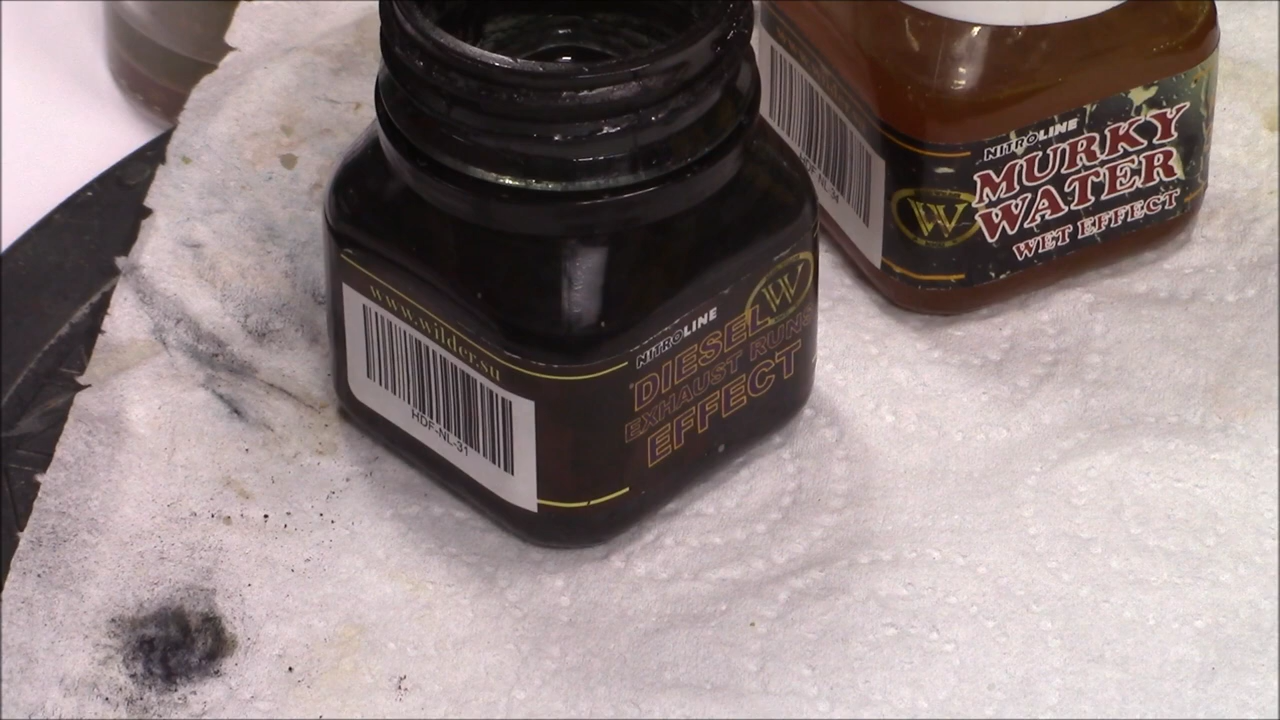 www.wilder.su
HDF-NL-31
NITROLINE
DIESEL
EXHAUST RUNS
EFFECT
W
NITROLINE
MURKY
WATER
WET EFFECT
W